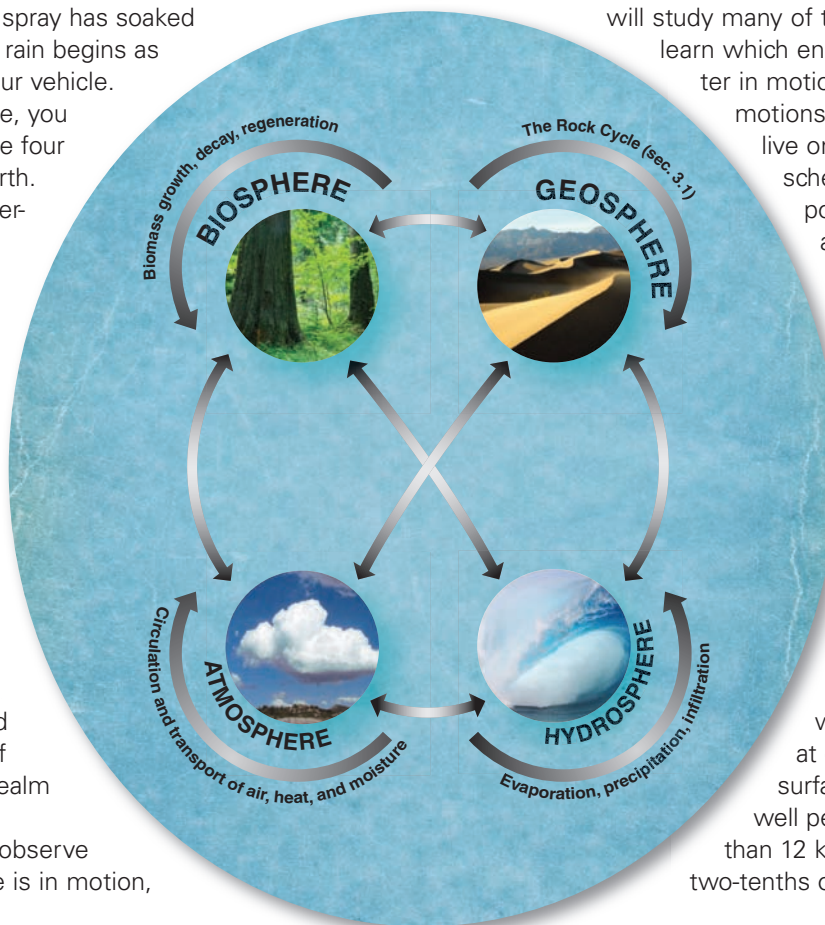 spray has soaked
rain begins as
ur vehicle.
e, you
e four
rth.
er-
d
f
ealm
observe
e is in motion,
Biomass growth, decay, regeneration
BIOSPHERE
The Rock Cycle (sec. 3.1)
GEOSPHERE
ATMOSPHERE
Circulation and transport of air, heat, and moisture
HYDROSPHERE
Evaporation, precipitation, infiltration
will study many of t
learn which en
ter in motic
motions
live or
sche
po
a
v
at
surfa
well pe
than 12 k
two-tenths c